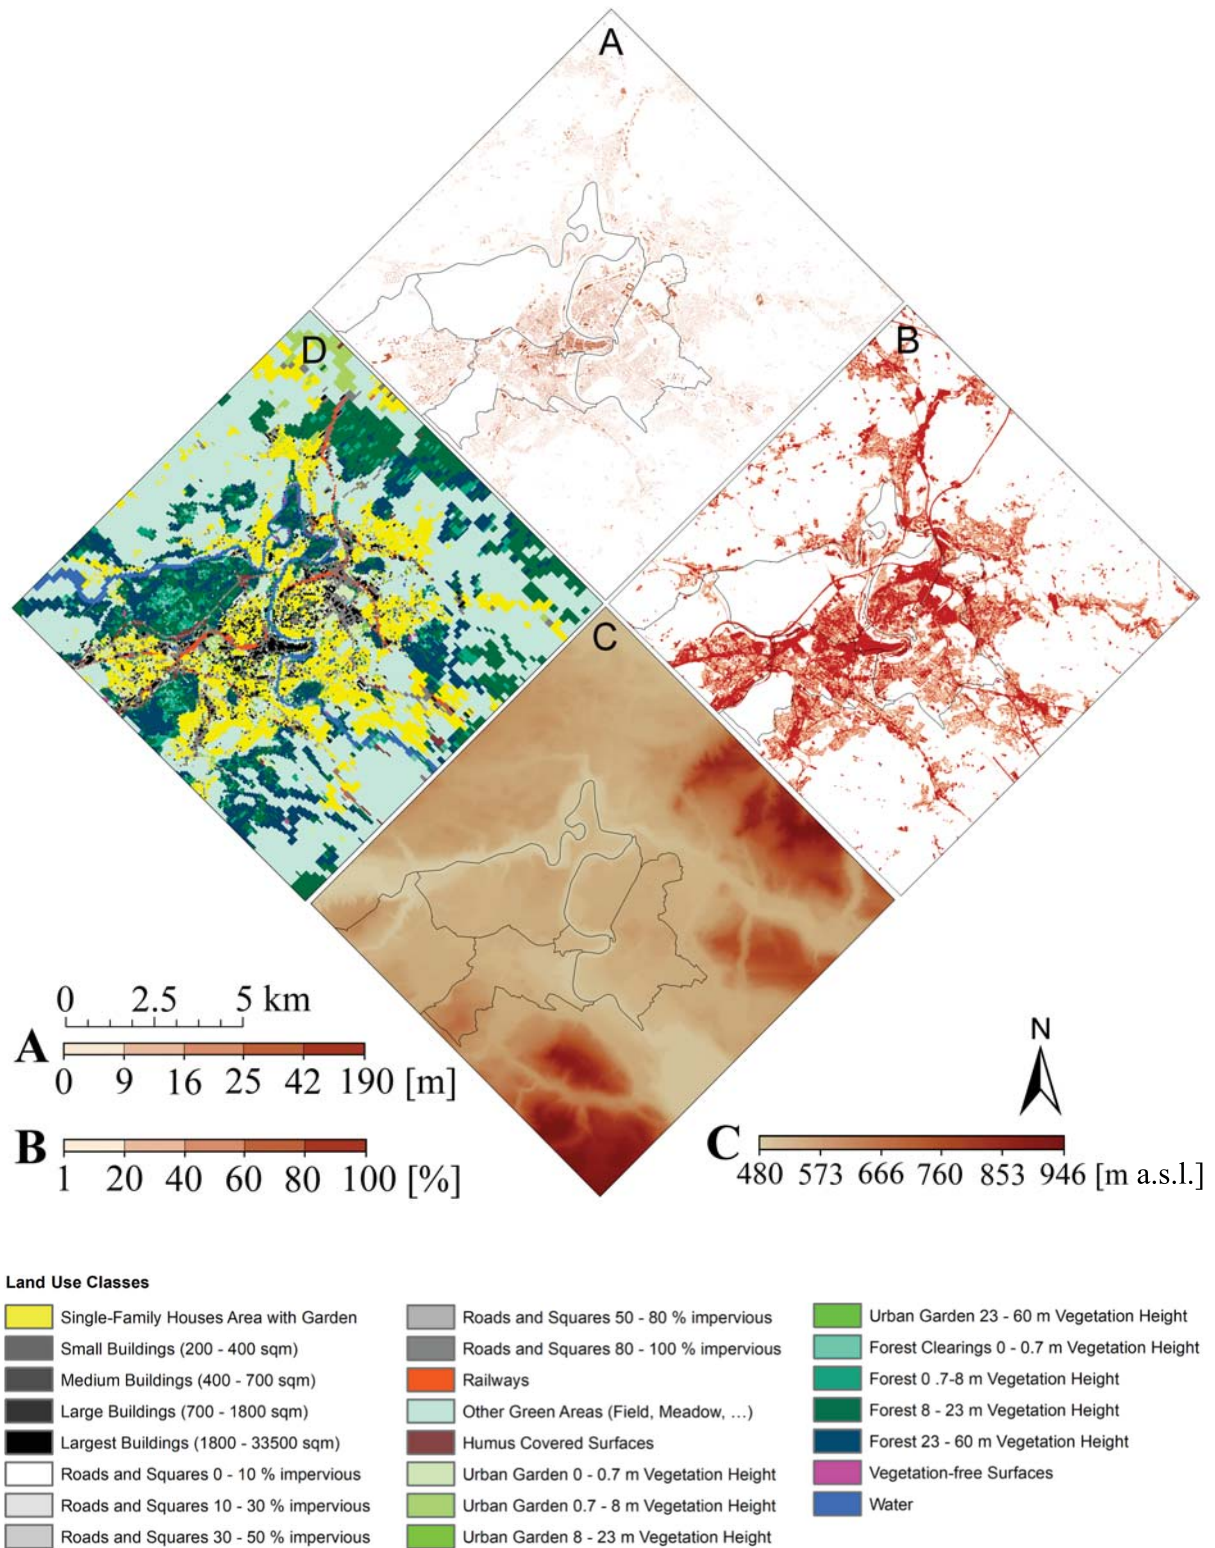 A
B
D
C
0 2.5 5 km
A
0 9 16 25 42 190 [m]
N
B
1 20 40 60 80 100 [%]
C
480 573 666 760 853 946 [m a.s.l.]
Land Use Classes
Single-Family Houses Area with Garden
Small Buildings (200 - 400 sqm)
Medium Buildings (400 - 700 sqm)
Large Buildings (700 - 1800 sqm)
Largest Buildings (1800 - 33500 sqm)
Roads and Squares 0 - 10 % impervious
Roads and Squares 10 - 30 % impervious
Roads and Squares 30 - 50 % impervious
Roads and Squares 50 - 80 % impervious
Roads and Squares 80 - 100 % impervious
Railways
Other Green Areas (Field, Meadow, …)
Humus Covered Surfaces
Urban Garden 0 - 0.7 m Vegetation Height
Urban Garden 0.7 - 8 m Vegetation Height
Urban Garden 8 - 23 m Vegetation Height
Urban Garden 23 - 60 m Vegetation Height
Forest Clearings 0 - 0.7 m Vegetation Height
Forest 0 .7-8 m Vegetation Height
Forest 8 - 23 m Vegetation Height
Forest 23 - 60 m Vegetation Height
Vegetation-free Surfaces
Water